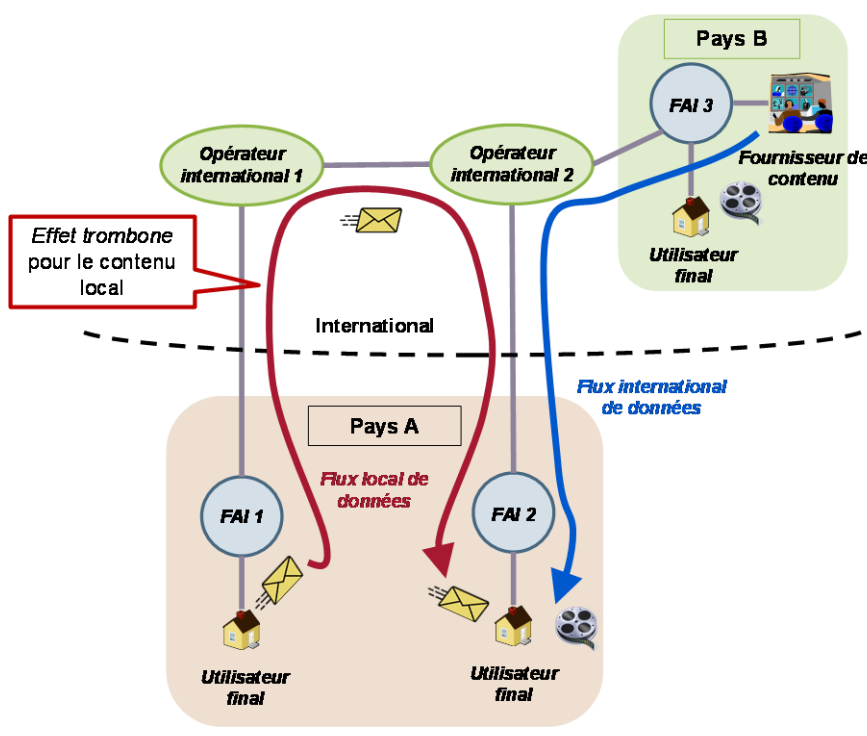 Pays B
FAI 3
Fournisseur de
contenu
Utilisateur
final
Opérateur
international 1
Opérateur
international 2
Effet trombone
pour le contenu
local
International
Flux international
de données
Pays A
Flux local de
données
FAI 1
FAI 2
Utilisateur
final
Utilisateur
final